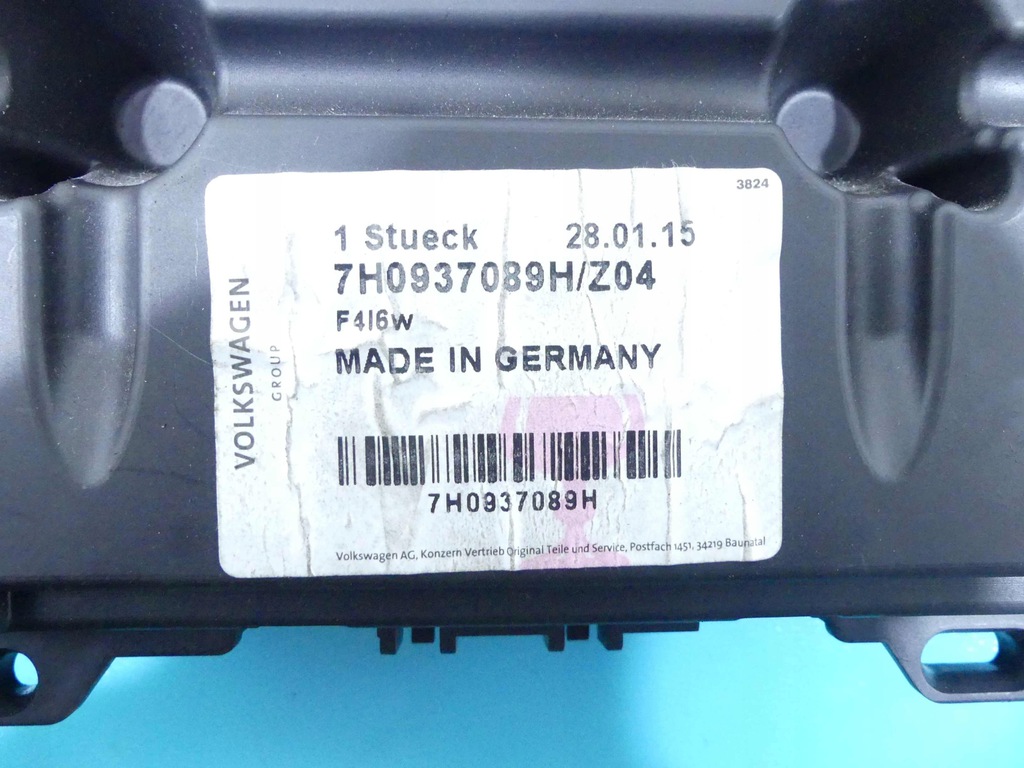 3824
1 Stueck 28.01.15
7H0937089H/Z04
F4I6w
MADE IN GERMANY
VOLKSWAGEN
GROUP
7H0937089H
Volkswagen AG, Konzern Vertrieb Original Teile und Service, Postfach 1451, 34219 Baunatal